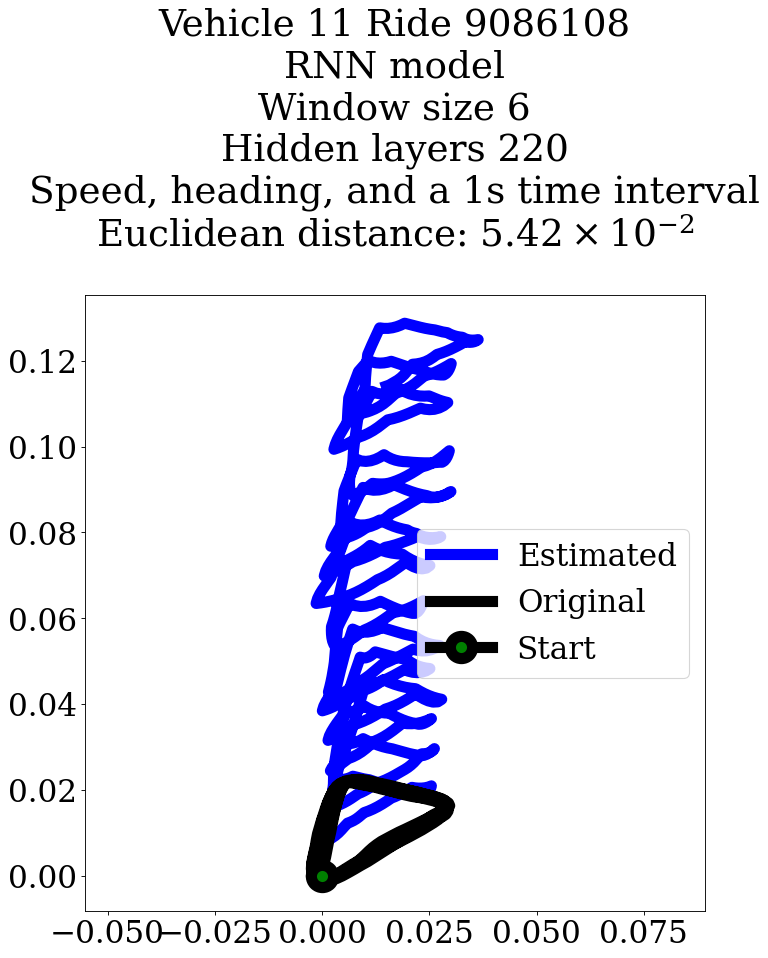 Vehicle 11 Ride 9086108
RNN model
Window size 6
Hidden layers 220
Speed, heading, and a 1s time interval
Euclidean distance: 5.42 × 10⁻²
0.12
0.10
0.08
0.06
0.04
0.02
0.00
Estimated
Original
Start
−0.050 −0.025 0.000 0.025 0.050 0.075